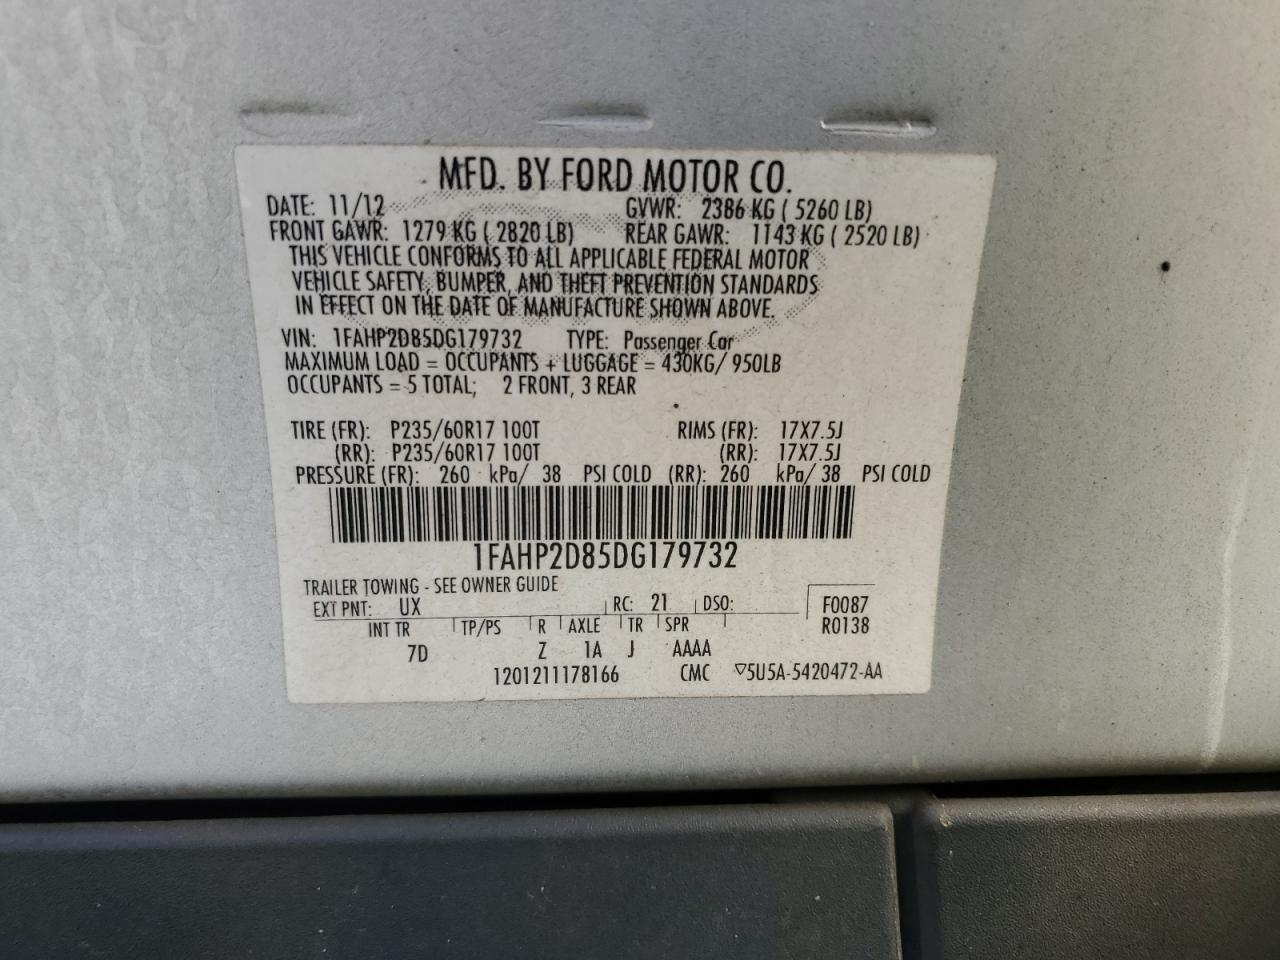 MFD. BY FORD MOTOR CO.
DATE: 11/12 GVWR: 2386 KG ( 5260 LB)
FRONT GAWR: 1279 KG ( 2820 LB) REAR GAWR: 1143 KG ( 2520 LB)
THIS VEHICLE CONFORMS TO ALL APPLICABLE FEDERAL MOTOR
VEHICLE SAFETY, BUMPER, AND THEFT PREVENTION STANDARDS
IN EFFECT ON THE DATE OF MANUFACTURE SHOWN ABOVE.
VIN: 1FAHP2D85DG179732 TYPE: Passenger Car
MAXIMUM LOAD = OCCUPANTS + LUGGAGE = 430KG/ 950LB
OCCUPANTS = 5 TOTAL; 2 FRONT, 3 REAR
TIRE (FR): P235/60R17 100T RIMS (FR): 17X7.5J
(RR): P235/60R17 100T (RR): 17X7.5J
PRESSURE (FR): 260 kPa/ 38 PSI COLD (RR): 260 kPa/ 38 PSI COLD
1FAHP2D85DG179732
TRAILER TOWING - SEE OWNER GUIDE
EXT PNT: UX RC: 21 DSO: F0087
INT TR TP/PS R AXLE TR SPR R0138
7D Z 1A J AAAA
1201211178166 CMC ▽5U5A-5420472-AA